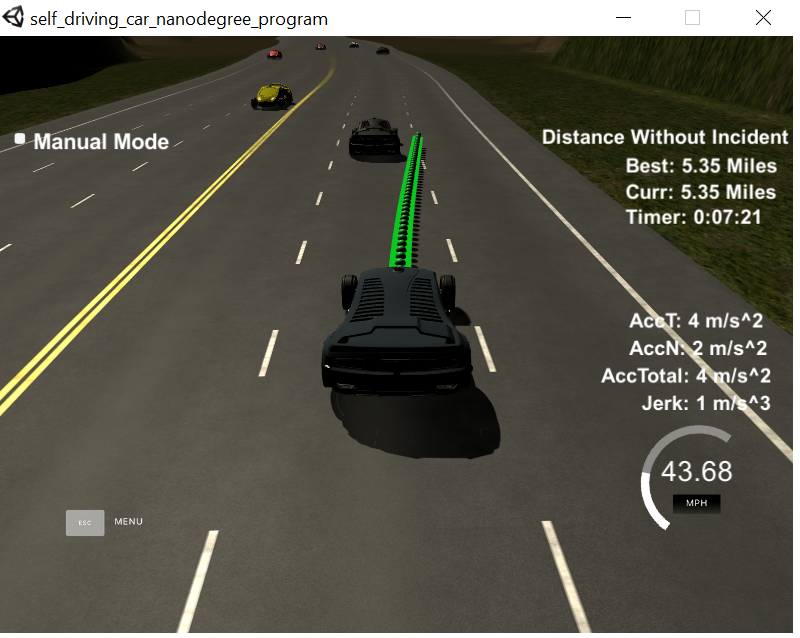 self_driving_car_nanodegree_program
Manual Mode
Distance Without Incident
Best: 5.35 Miles
Curr: 5.35 Miles
Timer: 0:07:21
AccT: 4 m/s^2
AccN: 2 m/s^2
AccTotal: 4 m/s^2
Jerk: 1 m/s^3
43.68
MPH
ESC MENU